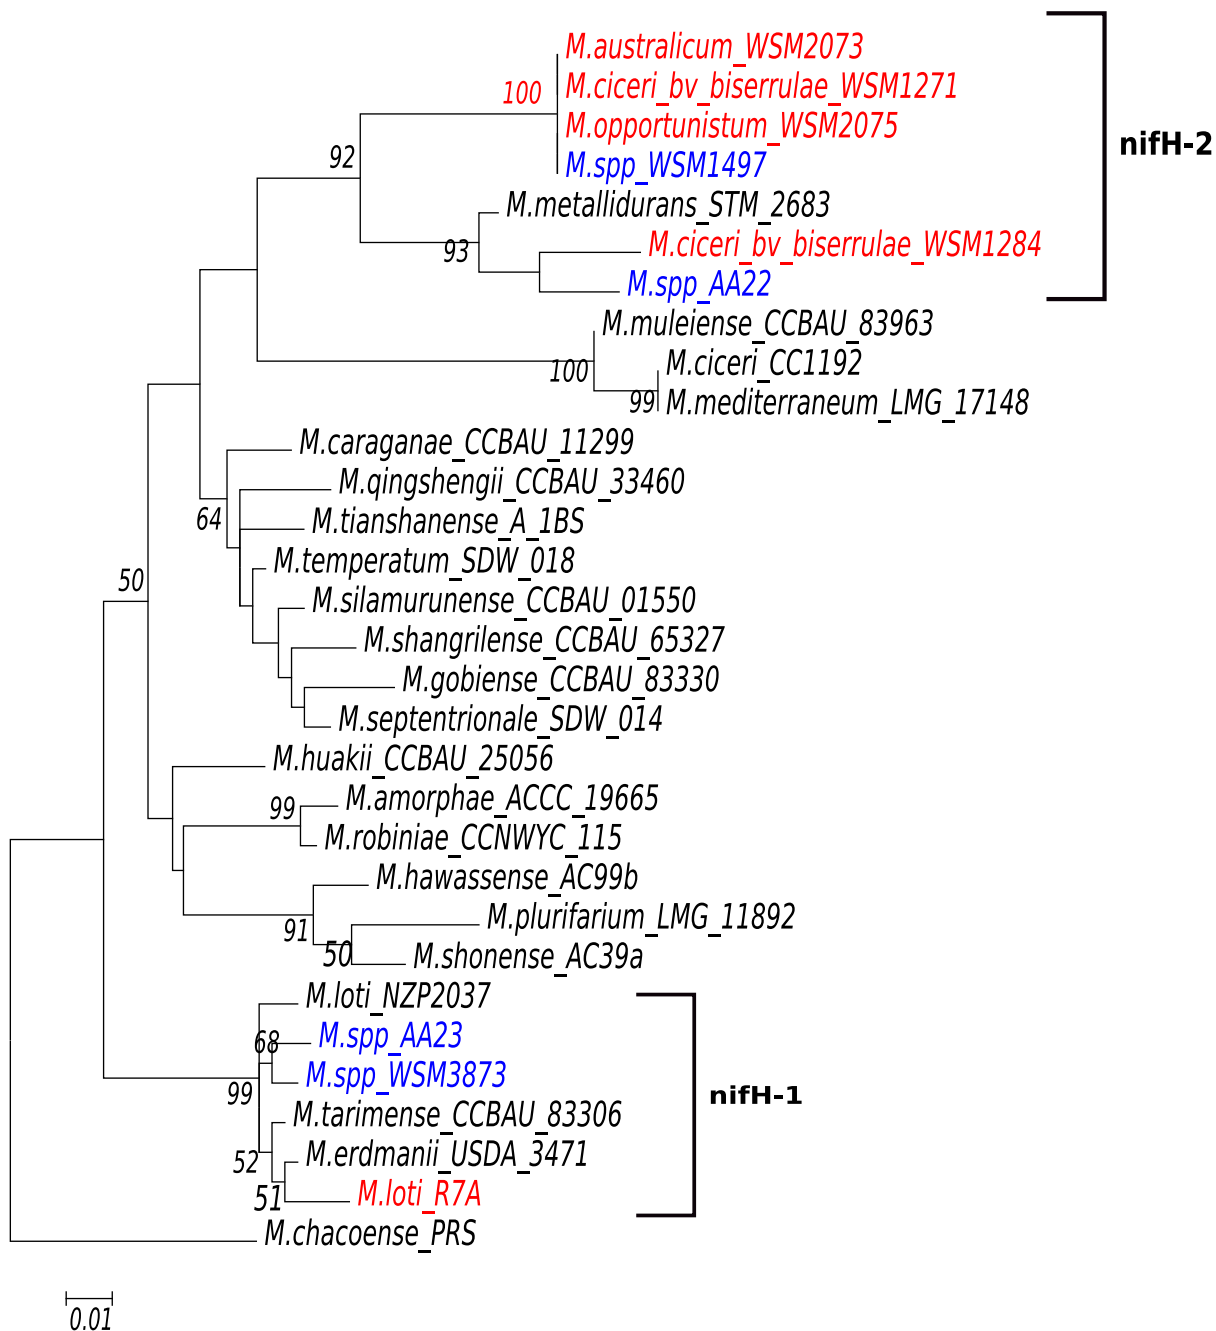 M.australicum_WSM2073
M.ciceri_bv_biserrulae_WSM1271
100
M.opportunistum_WSM2075
nifH-2
92
M.spp_WSM1497
M.metallidurans_STM_2683
93
M.ciceri_bv_biserrulae_WSM1284
M.spp_AA22
M.muleiense_CCBAU_83963
100
M.ciceri_CC1192
99
M.mediterraneum_LMG_17148
M.caraganae_CCBAU_11299
M.qingshengii_CCBAU_33460
64
M.tianshanense_A_1BS
M.temperatum_SDW_018
50
M.silamurunense_CCBAU_01550
M.shangrilense_CCBAU_65327
M.gobiense_CCBAU_83330
M.septentrionale_SDW_014
M.huakii_CCBAU_25056
99
M.amorphae_ACCC_19665
M.robiniae_CCNWYC_115
M.hawassense_AC99b
91
M.plurifarium_LMG_11892
50
M.shonense_AC39a
M.loti_NZP2037
68
M.spp_AA23
M.spp_WSM3873
99
nifH-1
M.tarimense_CCBAU_83306
52
M.erdmanii_USDA_3471
51
M.loti_R7A
M.chacoense_PRS
0.01